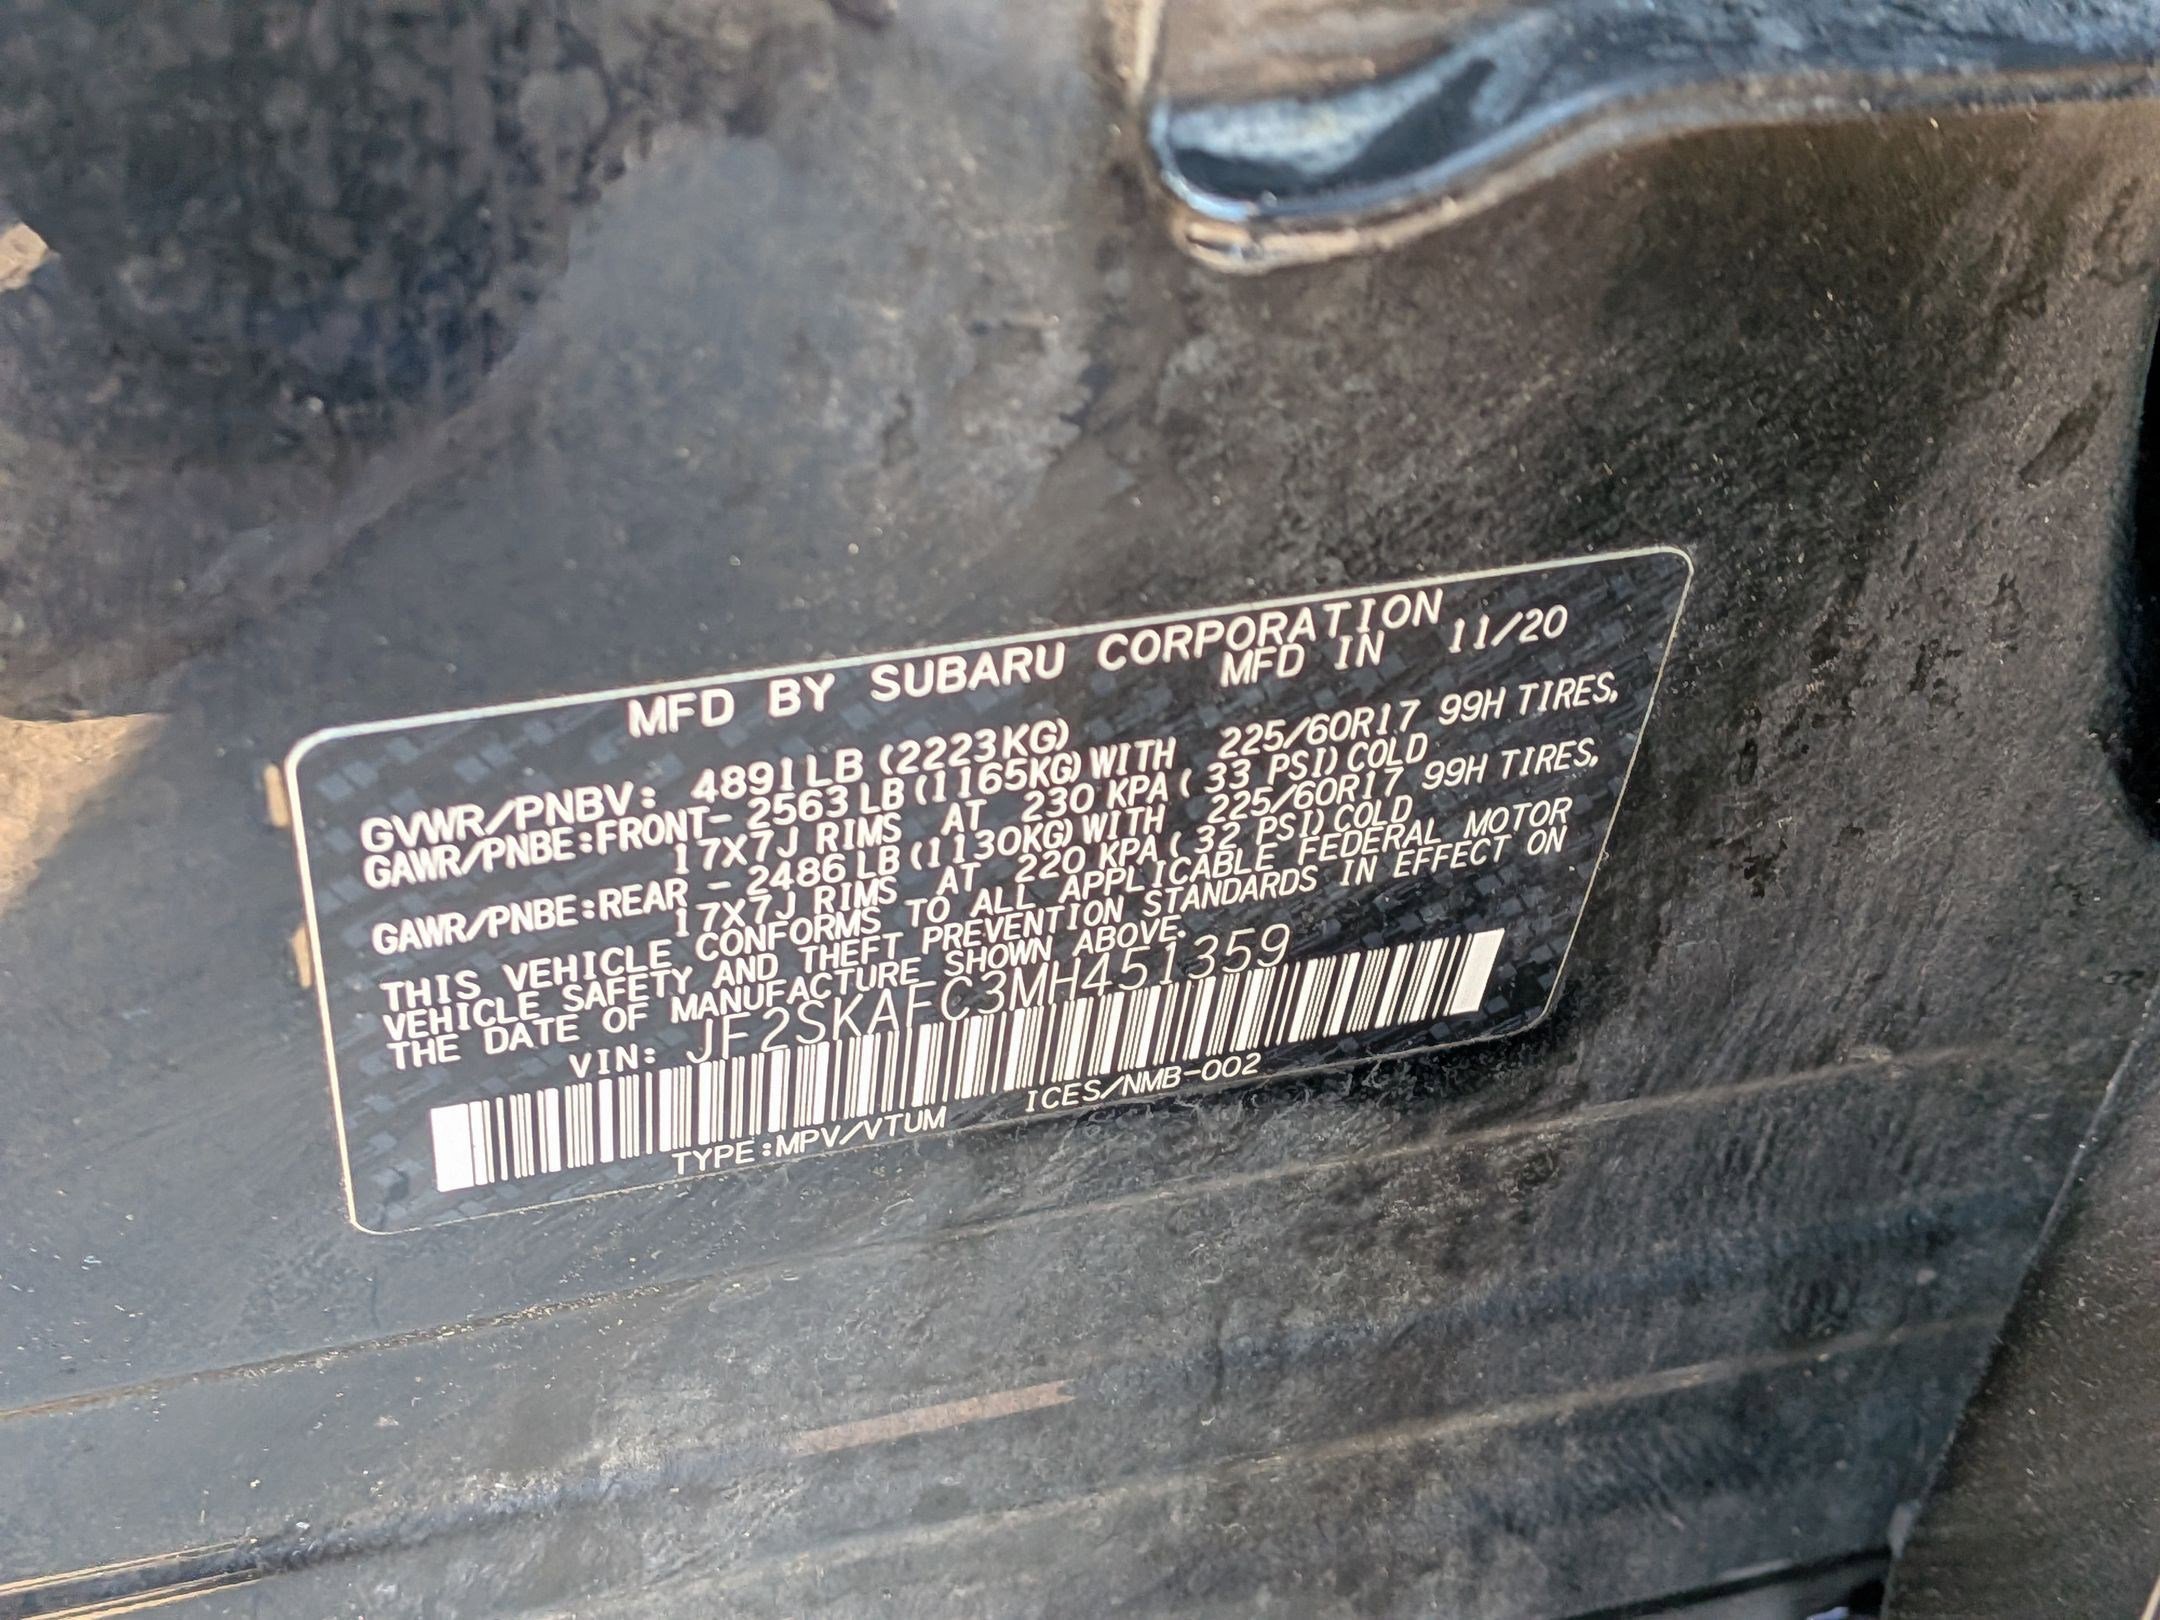 MFD BY SUBARU CORPORATION
MFD IN 11/20
GVWR/PNBV: 4891LB (2223KG)
GAWR/PNBE:FRONT- 2563LB(1165KG)WITH 225/60R17 99H TIRES,
17X7J RIMS AT 230 KPA( 33 PSI)COLD
GAWR/PNBE:REAR - 2486LB(1130KG)WITH 225/60R17 99H TIRES,
17X7J RIMS AT 220 KPA( 32 PSI)COLD
THIS VEHICLE CONFORMS TO ALL APPLICABLE FEDERAL MOTOR
VEHICLE SAFETY AND THEFT PREVENTION STANDARDS IN EFFECT ON
THE DATE OF MANUFACTURE SHOWN ABOVE.
VIN: JF2SKAFC3MH451359
TYPE:MPV/VTUM ICES/NMB-002